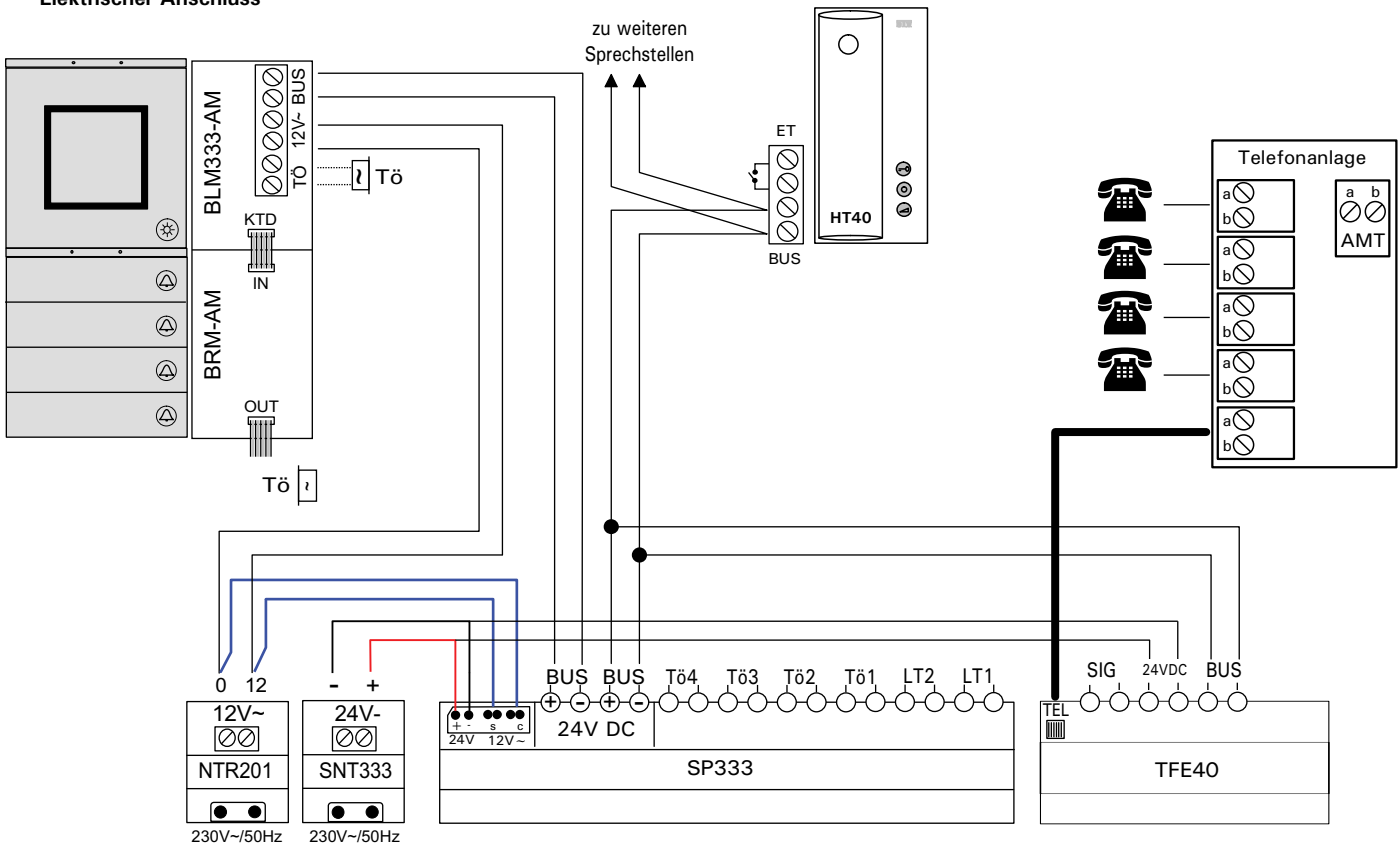 Elektrischer Anschluss
zu weiteren
Sprechstellen
BLM333-AM
BUS
12V~
TÖ
~ Tö
KTD
IN
BRM-AM
OUT
Tö ~
ET
BUS
HT40
Telefonanlage
a
b
a
b
a
b
a
b
a
b
a b
AMT
0 12
12V~
NTR201
230V~/50Hz
- +
24V-
SNT333
230V~/50Hz
+ - s c
24V 12V~
BUS BUS Tö4 Tö3 Tö2 Tö1 LT2 LT1
+ - + -
24V DC
SP333
SIG 24VDC BUS
TEL
TFE40